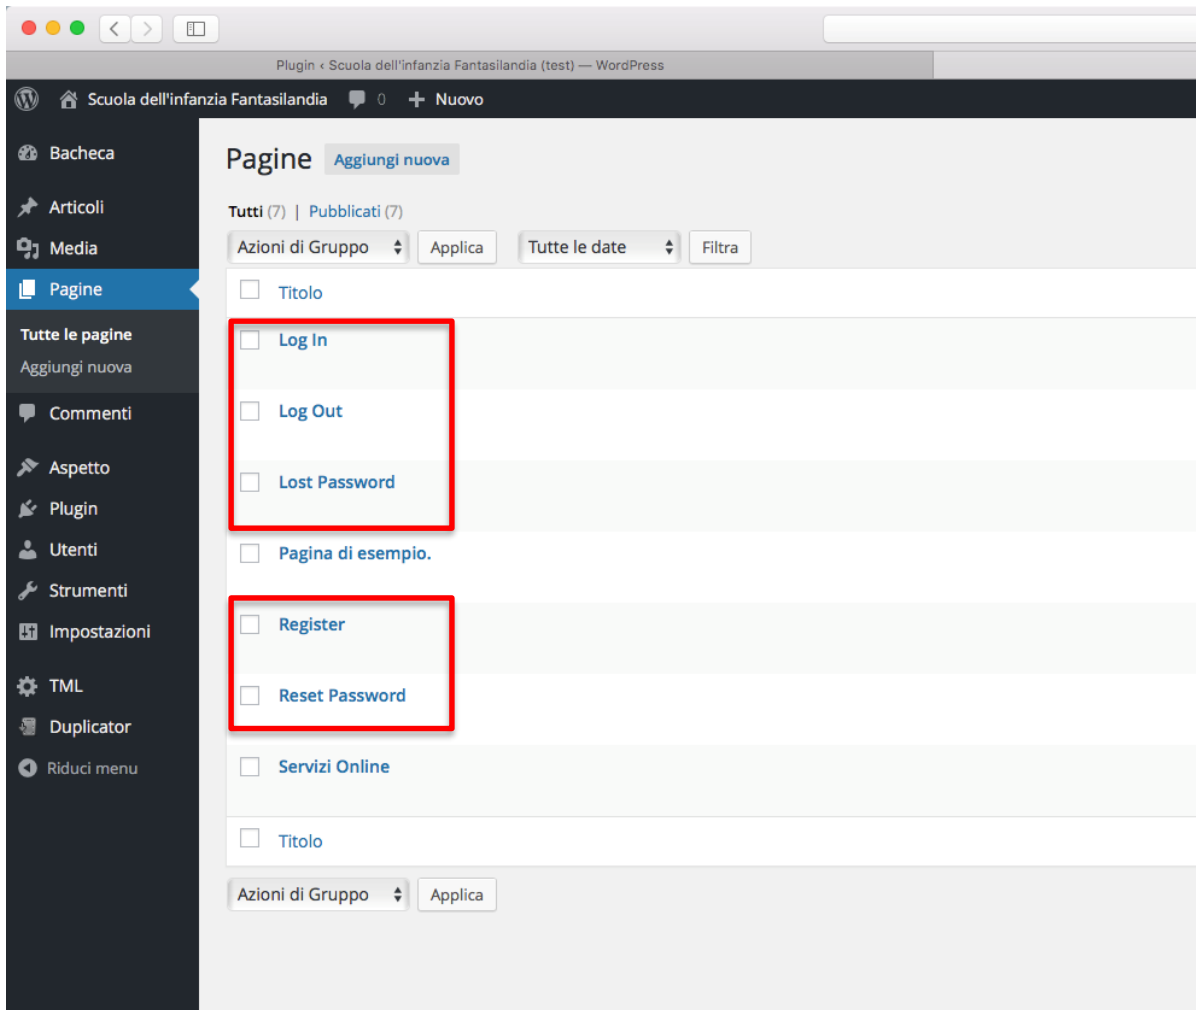 Plugin ‹ Scuola dell'infanzia Fantasilandia (test) — WordPress
Scuola dell'infanzia Fantasilandia 0 + Nuovo
Bacheca
Articoli
Media
Pagine
Tutte le pagine
Aggiungi nuova
Commenti
Aspetto
Plugin
Utenti
Strumenti
Impostazioni
TML
Duplicator
Riduci menu
Pagine Aggiungi nuova
Tutti (7) | Pubblicati (7)
Azioni di Gruppo Applica Tutte le date Filtra
Titolo
Log In
Log Out
Lost Password
Pagina di esempio.
Register
Reset Password
Servizi Online
Titolo
Azioni di Gruppo Applica